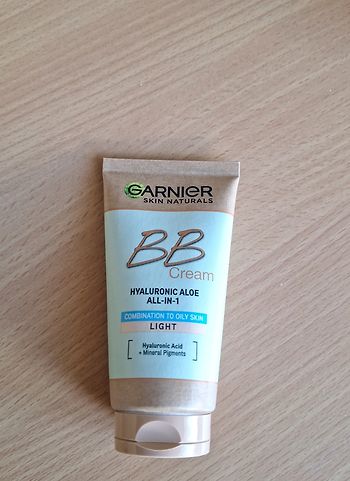 GARNIER
SKIN NATURALS
BB
Cream
HYALURONIC ALOE
ALL-IN-1
COMBINATION TO OILY SKIN
LIGHT
Hyaluronic Acid
+ Mineral Pigments